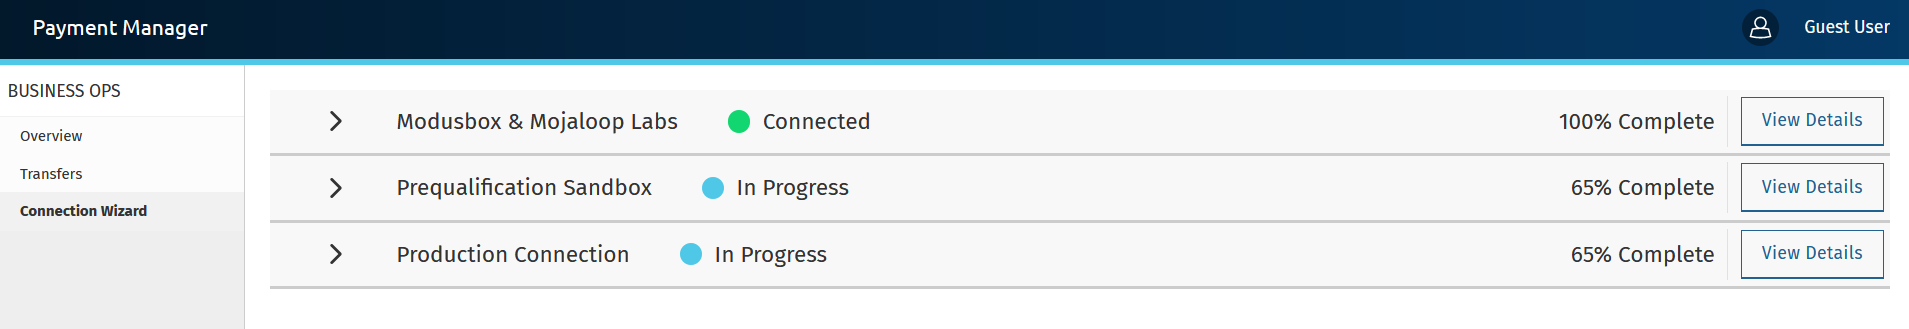 Payment Manager
Guest User
BUSINESS OPS
Overview
Transfers
Connection Wizard
Modusbox & Mojaloop Labs Connected 100% Complete View Details
Prequalification Sandbox In Progress 65% Complete View Details
Production Connection In Progress 65% Complete View Details